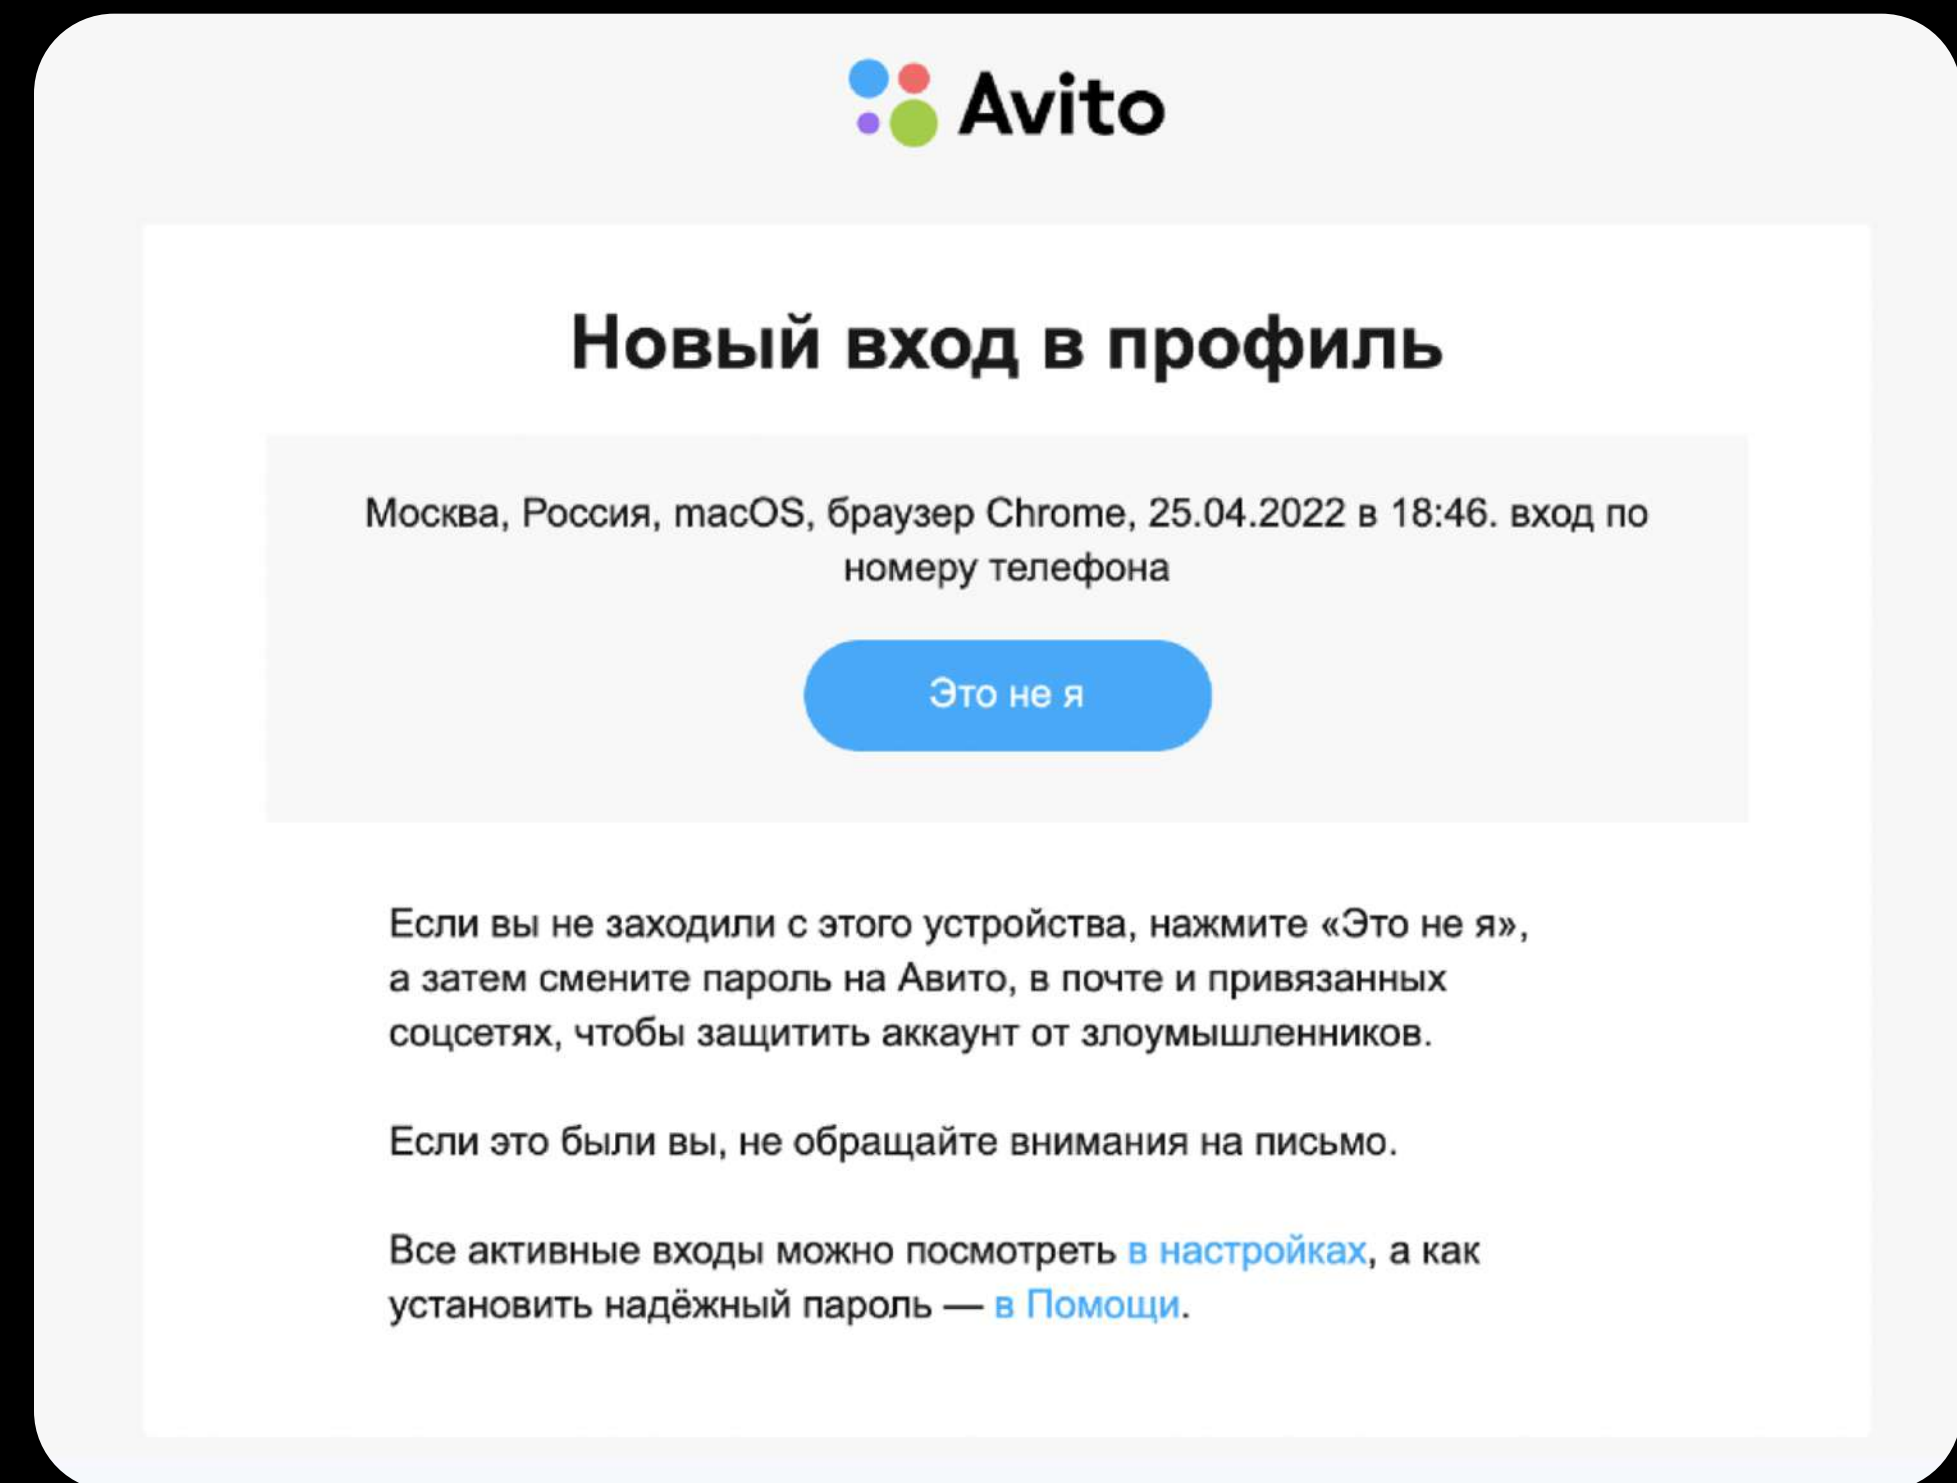 Avito
Новый вход в профиль
Москва, Россия, macOS, браузер Chrome, 25.04.2022 в 18:46. вход по
номеру телефона
Это не я
Если вы не заходили с этого устройства, нажмите «Это не я»,
а затем смените пароль на Авито, в почте и привязанных
соцсетях, чтобы защитить аккаунт от злоумышленников.
Если это были вы, не обращайте внимания на письмо.
Все активные входы можно посмотреть в настройках, а как
установить надёжный пароль — в Помощи.